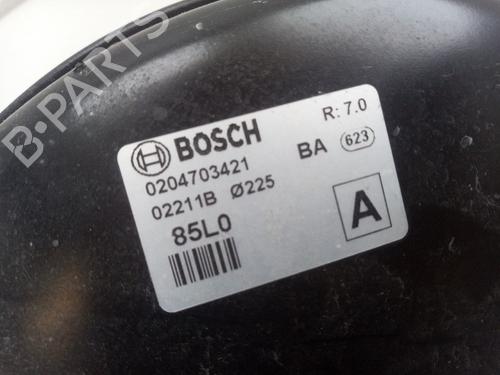 B-PARTS
BOSCH
R: 7.0
0204703421
BA 623
02211B Ø225
85L0
A